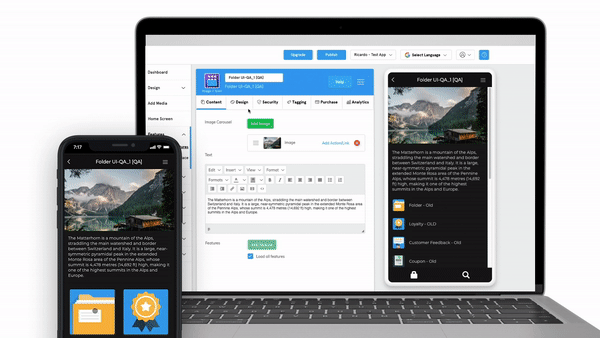 Upgrade
Publish
Ricardo - Test App
Select Language
Dashboard
Design
Add Media
Home Screen
Features
Folder UI-QA_1 [QA]
Folder UI-QA_1 [QA]
Help
Content
Design
Security
Tagging
Purchase
Analytics
Image Carousel
Add Image
Image
Add ActionLink
Text
Edit
Insert
View
Format
Formats
The Matterhorn is a mountain of the Alps, straddling the main watershed and border between Switzerland
and Italy. It is a large, near-symmetric pyramidal peak in the extended Monte Rosa area of the Pennine
Alps, whose summit is 4,478 metres (14,692 ft) high, making it one of the highest summits in the Alps and
Europe.
P
Features
Load all features
Folder UI-QA_1 [QA]
The Matterhorn is a mountain of the Alps,
straddling the main watershed and border
between Switzerland and Italy. It is a large,
near-symmetric pyramidal peak in the
extended Monte Rosa area of the Pennine
Alps, whose summit is 4,478 metres (14,692
ft) high, making it one of the highest
summits in the Alps and Europe.
Folder - Old
Loyalty - OLD
Customer Feedback - Old
Coupon - Old
7:17
Folder UI-QA_1 [QA]
The Matterhorn is a mountain of the Alps,
straddling the main watershed and border
between Switzerland and Italy. It is a large, near-
symmetric pyramidal peak in the extended
Monte Rosa area of the Pennine Alps, whose
summit is 4,478 metres (14,692 ft) high, making it
one of the highest summits in the Alps and
Europe.